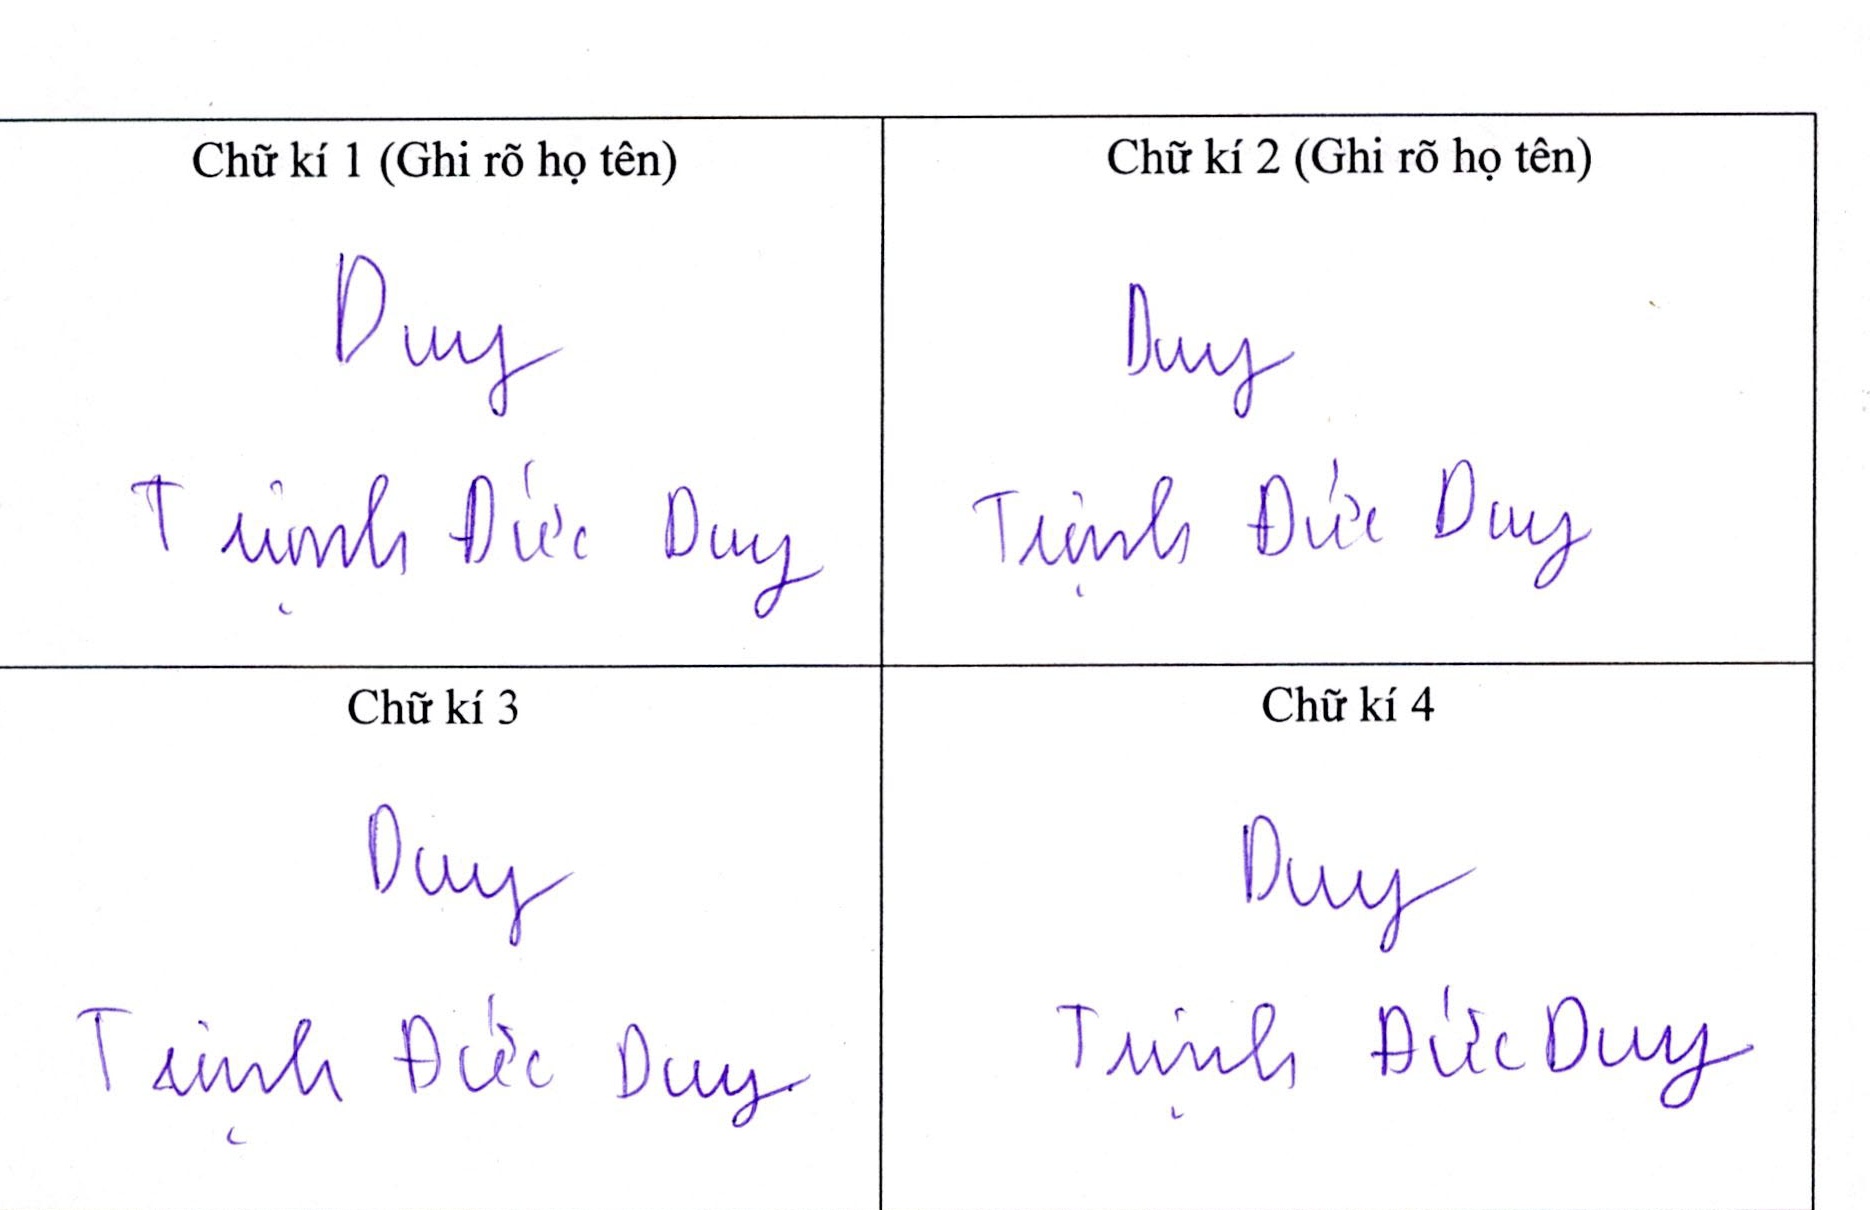 Chữ kí 1 (Ghi rõ họ tên)
Duy
Trịnh Đức Duy
Chữ kí 2 (Ghi rõ họ tên)
Duy
Trịnh Đức Duy
Chữ kí 3
Duy
Trịnh Đức Duy
Chữ kí 4
Duy
Trịnh Đức Duy